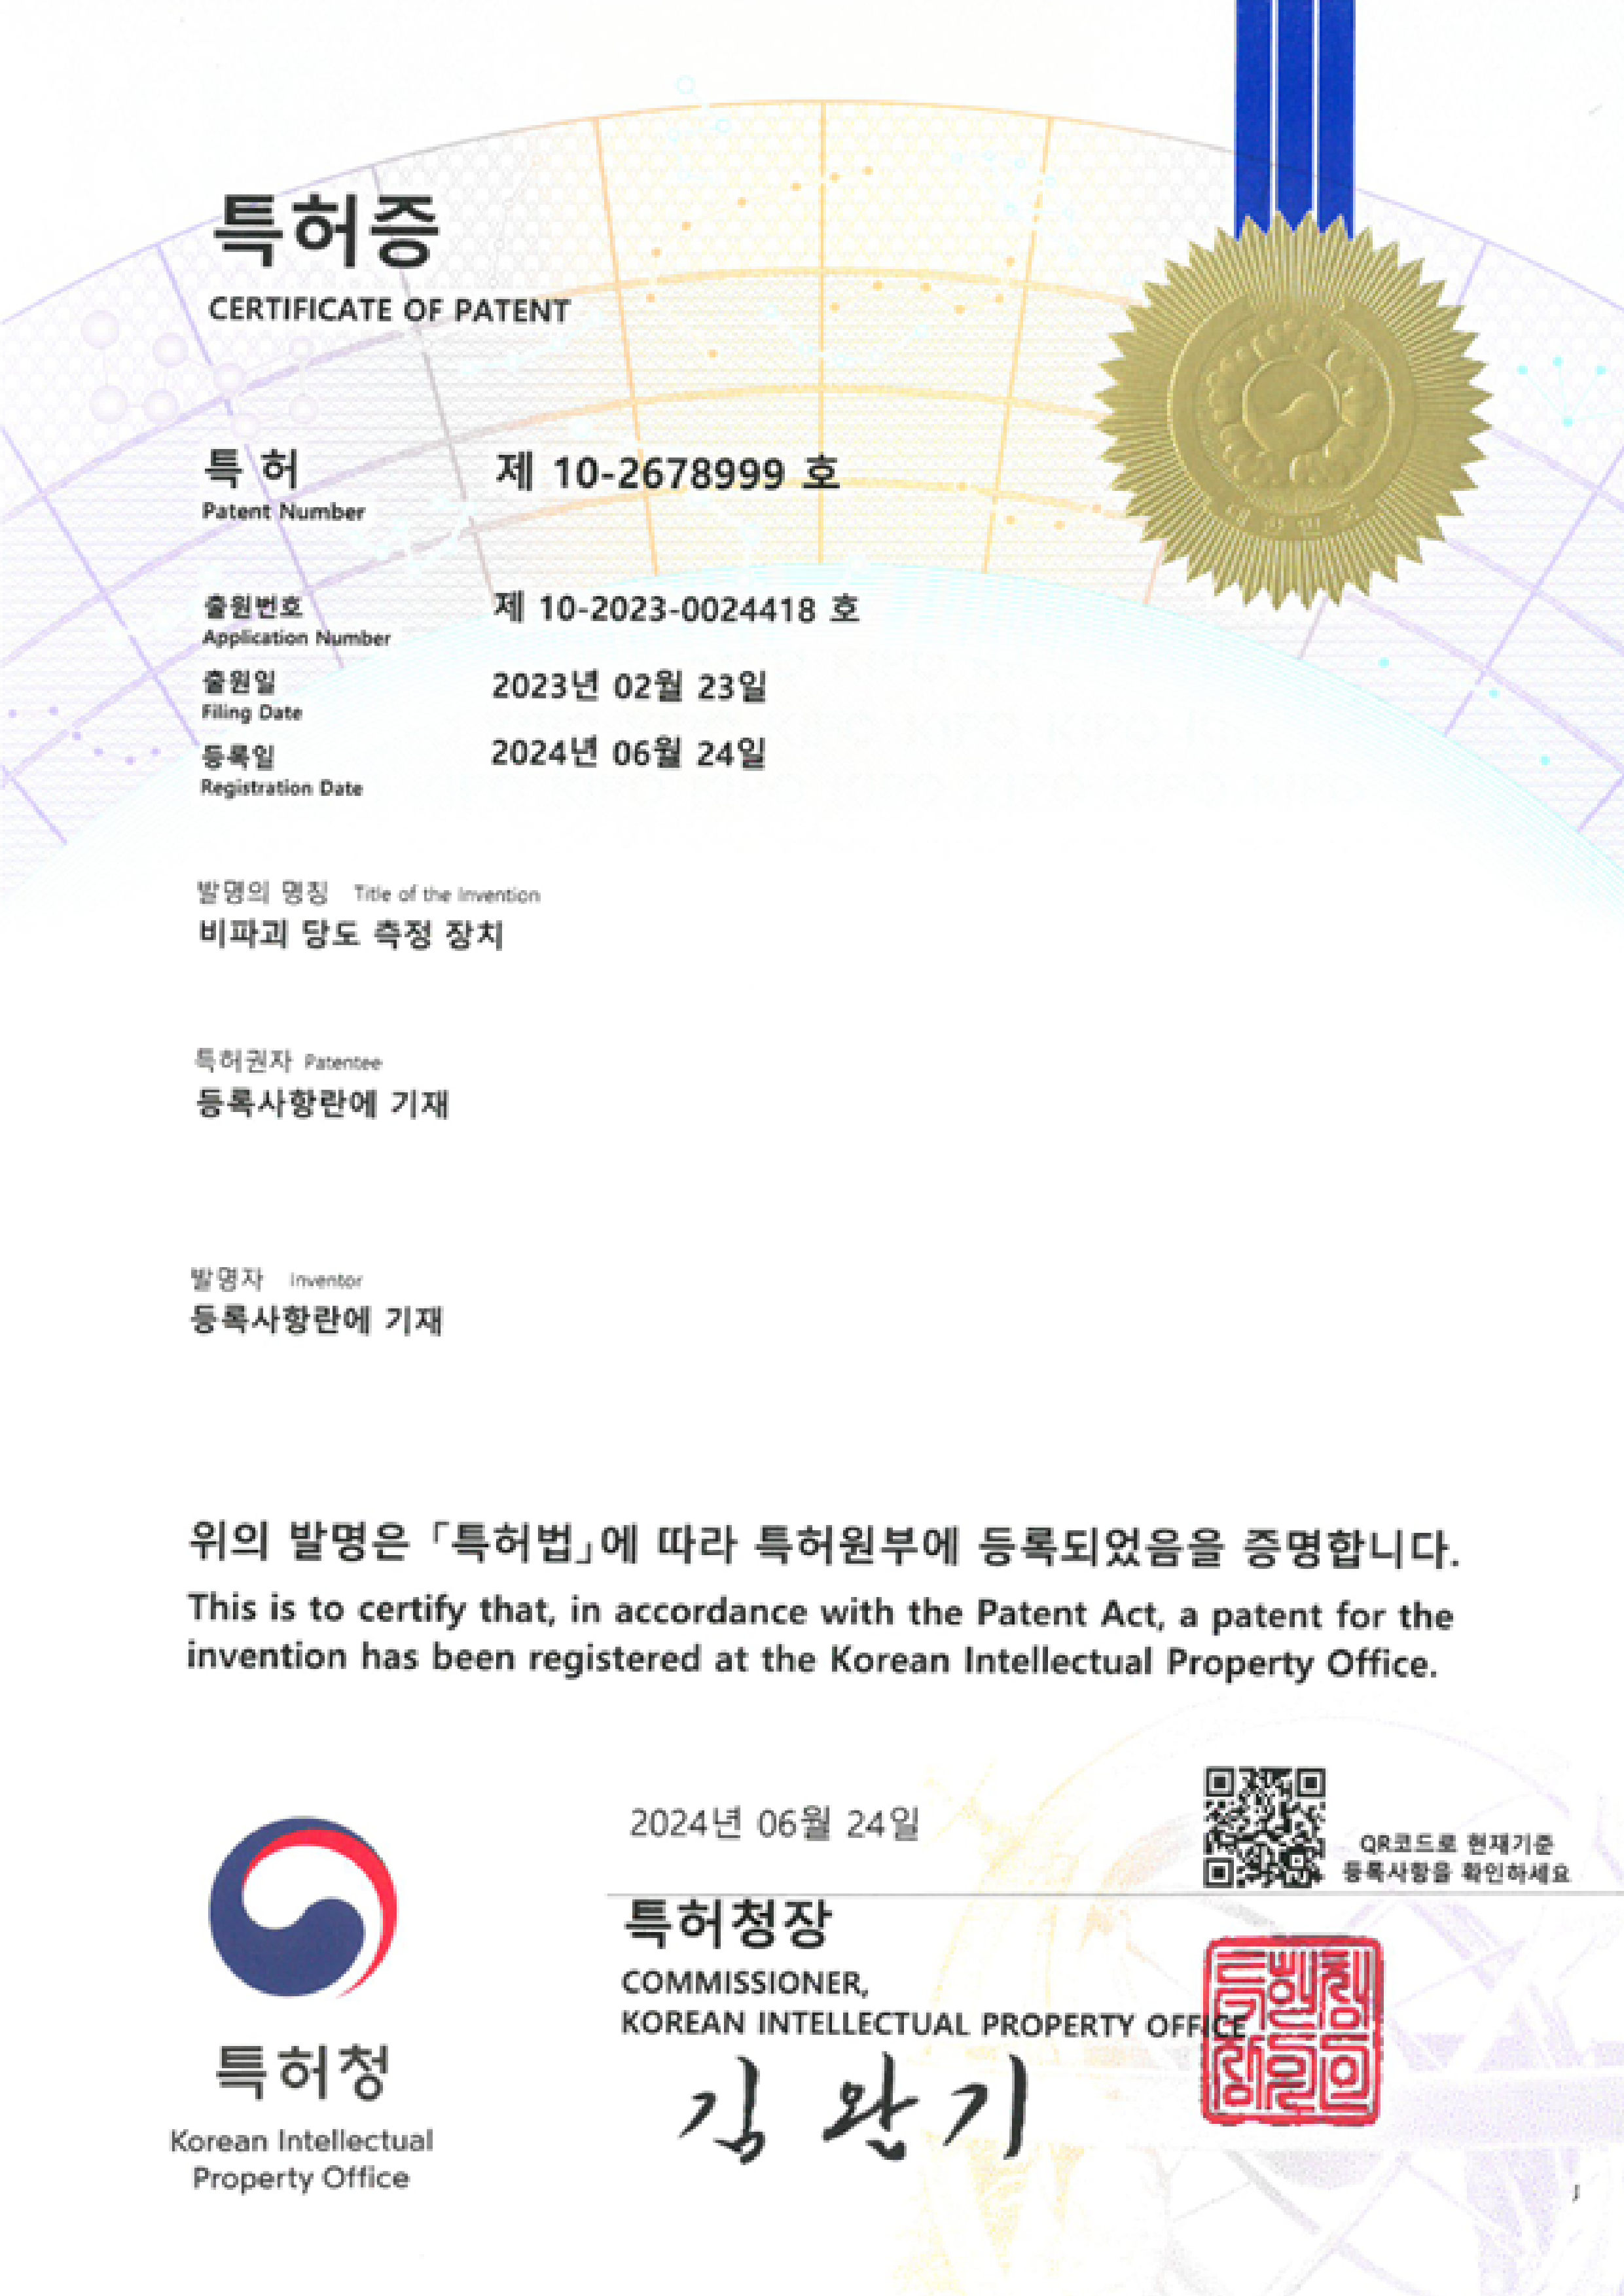 특허증
CERTIFICATE OF PATENT
특 허
제 10-2678999 호
Patent Number
출원번호
제 10-2023-0024418 호
Application Number
출원일
2023년 02월 23일
Filing Date
등록일
2024년 06월 24일
Registration Date
발명의 명칭 Title of the Invention
비파괴 당도 측정 장치
특허권자 Patentee
등록사항란에 기재
발명자 Inventor
등록사항란에 기재
위의 발명은 「특허법」에 따라 특허원부에 등록되었음을 증명합니다.
This is to certify that, in accordance with the Patent Act, a patent for the
invention has been registered at the Korean Intellectual Property Office.
2024년 06월 24일
QR코드로 현재기준
등록사항을 확인하세요
특허청장
COMMISSIONER,
KOREAN INTELLECTUAL PROPERTY OFFICE
김 완 기
특허청
Korean Intellectual
Property Office